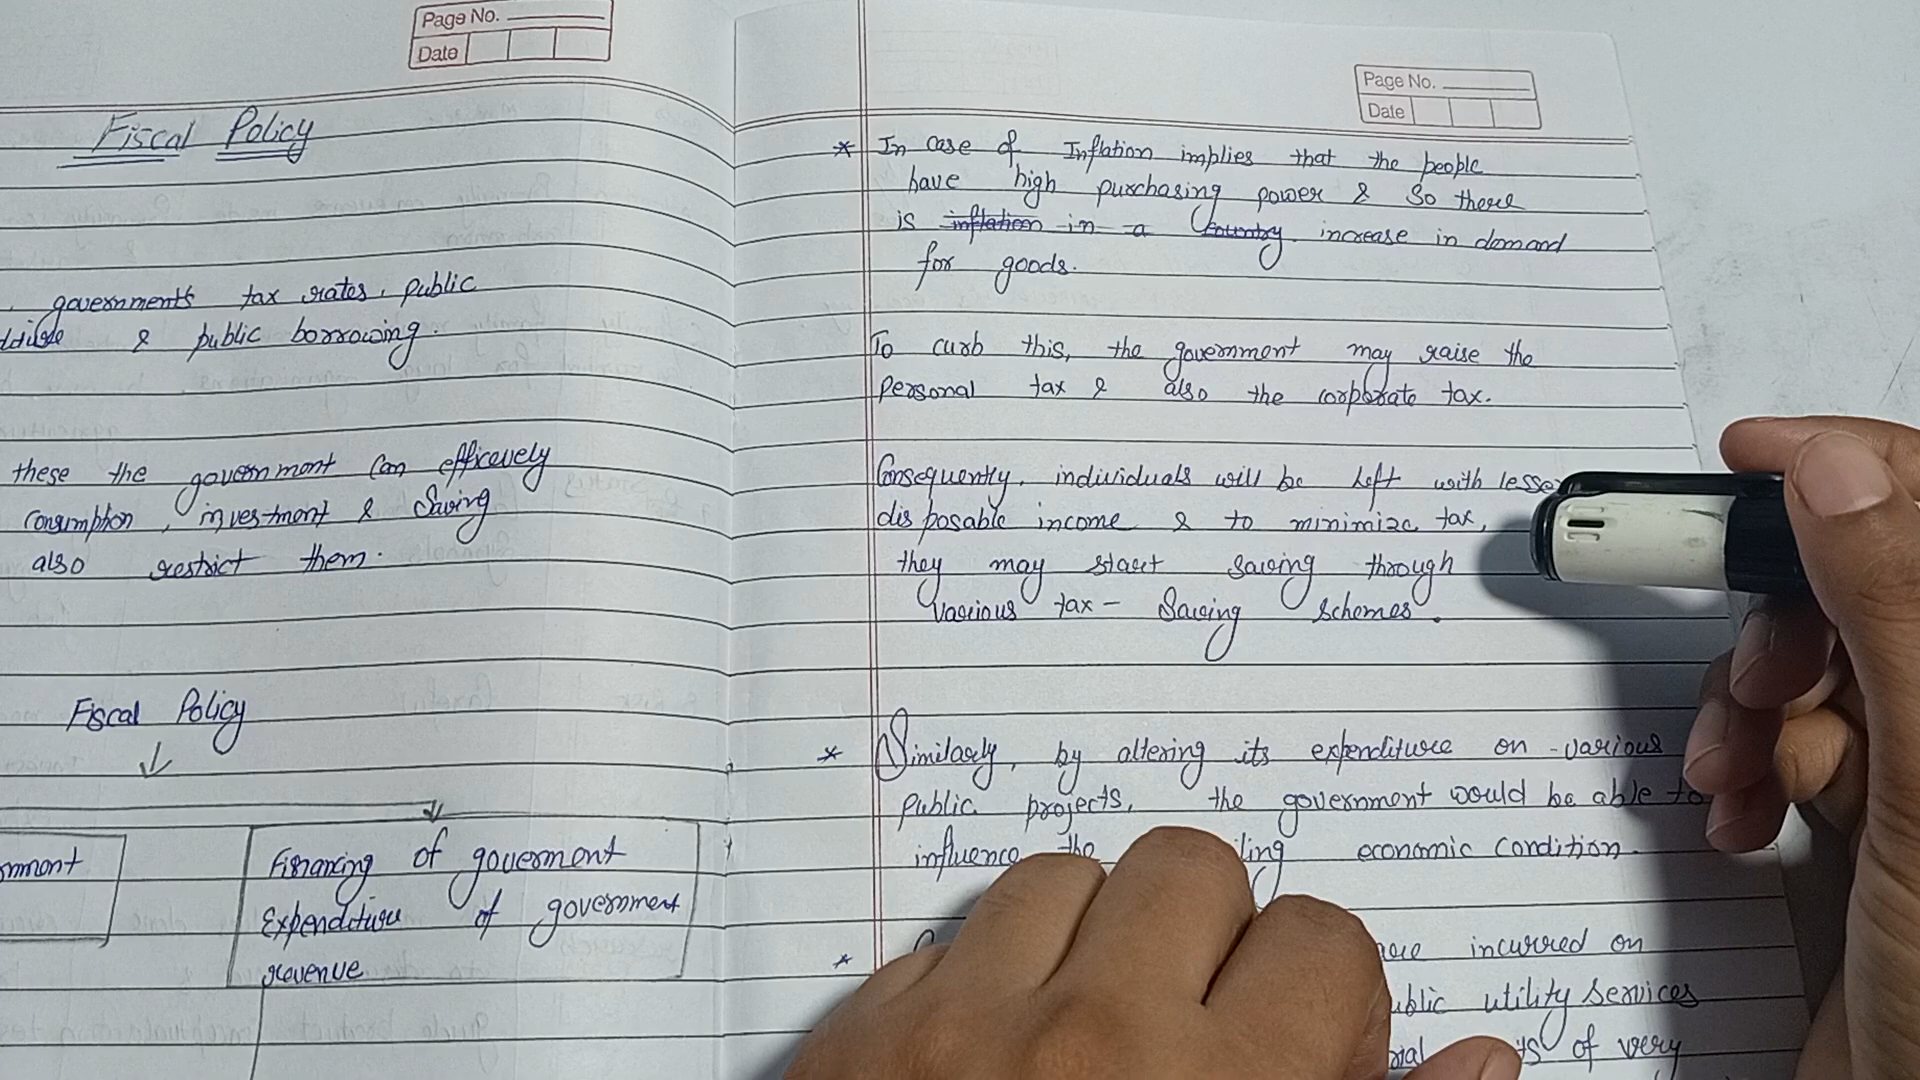 Page No.
Date
Fiscal Policy
governments tax rates, public
& public borrowing.
these the government can efficevely
Consumption, investment & Saving
also restrict them.
Fiscal Policy
Financing of government
Expenditure of government
revenue
Page No.
Date
* In case of Inflation implies that the people
have high purchasing power & So there
is inflation in a Country increase in demand
for goods.
To curb this, the government may raise the
Personal tax & also the corporate tax.
Consequently, individuals will be left with lesser
disposable income & to minimize tax,
they may start saving through
Various tax - Saving Schemes.
* Similarly, by altering its expenditure on various
Public projects, the government would be able to
influence the economic condition.
*
incurred on
utility Services
of very